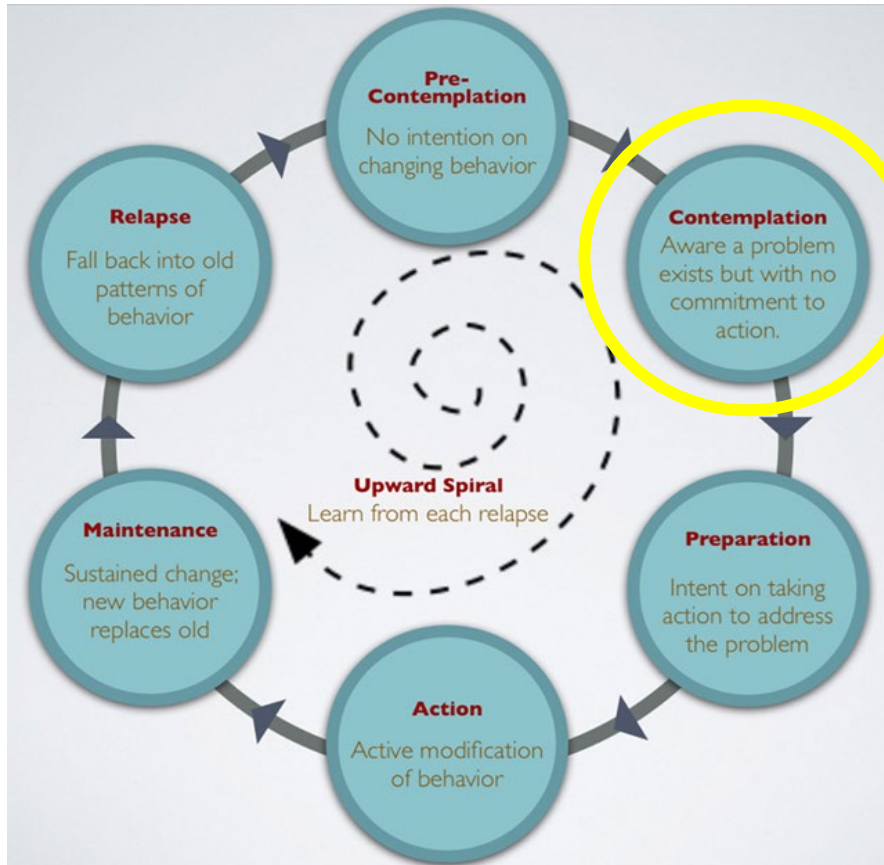 Pre-
Contemplation
No intention on
changing behavior
Contemplation
Aware a problem
exists but with no
commitment to
action.
Preparation
Intent on taking
action to address
the problem
Action
Active modification
of behavior
Maintenance
Sustained change;
new behavior
replaces old
Relapse
Fall back into old
patterns of
behavior
Upward Spiral
Learn from each relapse